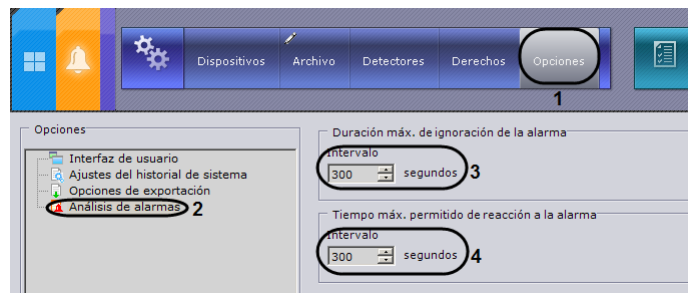 Dispositivos Archivo Detectores Derechos Opciones
1
Opciones
Interfaz de usuario
Ajustes del historial de sistema
Opciones de exportación
Análisis de alarmas 2
Duración máx. de ignoración de la alarma
Intervalo
300 segundos 3
Tiempo máx. permitido de reacción a la alarma
Intervalo
300 segundos 4